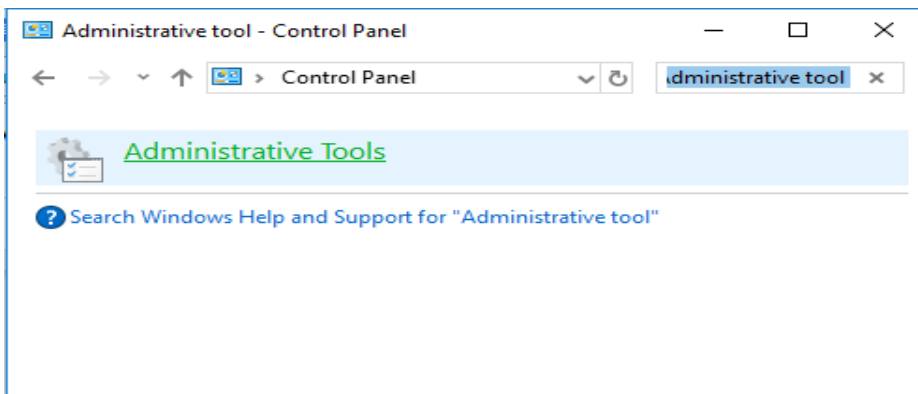 Administrative tool - Control Panel
Control Panel
dministrative tool
Administrative Tools
Search Windows Help and Support for "Administrative tool"